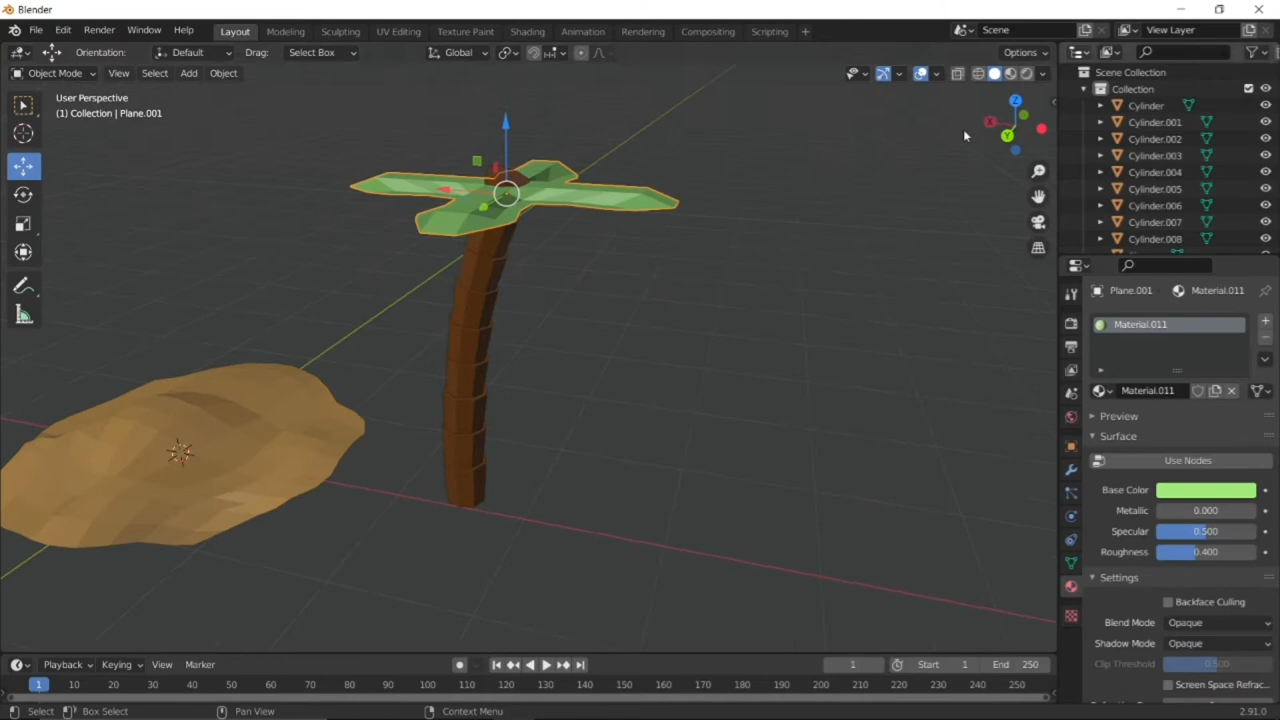 Blender
File Edit Render Window Help Layout Modeling Sculpting UV Editing Texture Paint Shading Animation Rendering Compositing Scripting + Scene View Layer
Orientation: Default Drag: Select Box Global Options
Object Mode View Select Add Object
User Perspective
(1) Collection | Plane.001
Z
X
Y
Scene Collection
Collection
Cylinder
Cylinder.001
Cylinder.002
Cylinder.003
Cylinder.004
Cylinder.005
Cylinder.006
Cylinder.007
Cylinder.008
Plane.001 Material.011
Material.011
Material.011
Preview
Surface
Use Nodes
Base Color
Metallic 0.000
Specular 0.500
Roughness 0.400
Settings
Backface Culling
Blend Mode Opaque
Shadow Mode Opaque
Clip Threshold 0.500
Screen Space Refrac...
Playback Keying View Marker 1 Start 1 End 250
1 10 20 30 40 50 60 70 80 90 100 110 120 130 140 150 160 170 180 190 200 210 220 230 240 250
Select Box Select Pan View Context Menu 2.91.0